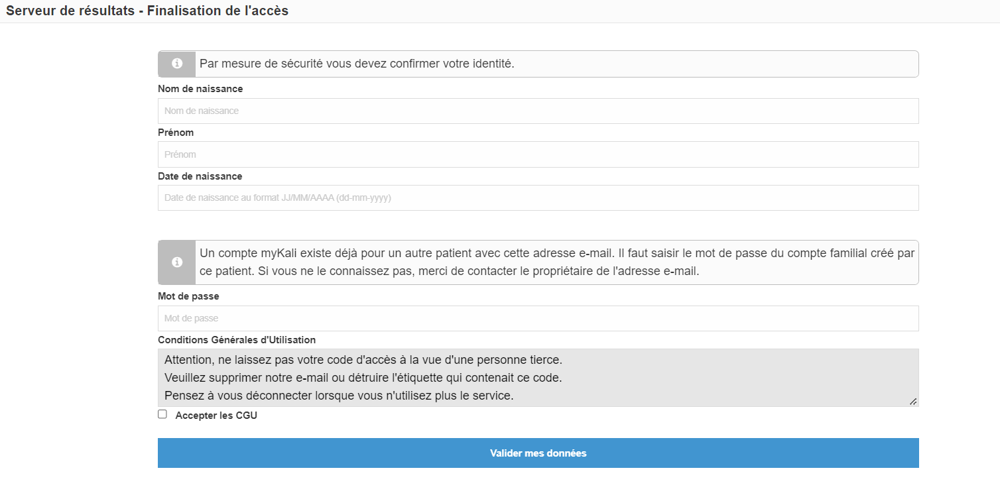 Serveur de résultats - Finalisation de l'accès
Par mesure de sécurité vous devez confirmer votre identité.
Nom de naissance
Nom de naissance
Prénom
Prénom
Date de naissance
Date de naissance au format JJ/MM/AAAA (dd-mm-yyyy)
Un compte myKali existe déjà pour un autre patient avec cette adresse e-mail. Il faut saisir le mot de passe du compte familial créé par
ce patient. Si vous ne le connaissez pas, merci de contacter le propriétaire de l'adresse e-mail.
Mot de passe
Mot de passe
Conditions Générales d'Utilisation
Attention, ne laissez pas votre code d'accès à la vue d'une personne tierce.
Veuillez supprimer notre e-mail ou détruire l'étiquette qui contenait ce code.
Pensez à vous déconnecter lorsque vous n'utilisez plus le service.
Accepter les CGU
Valider mes données